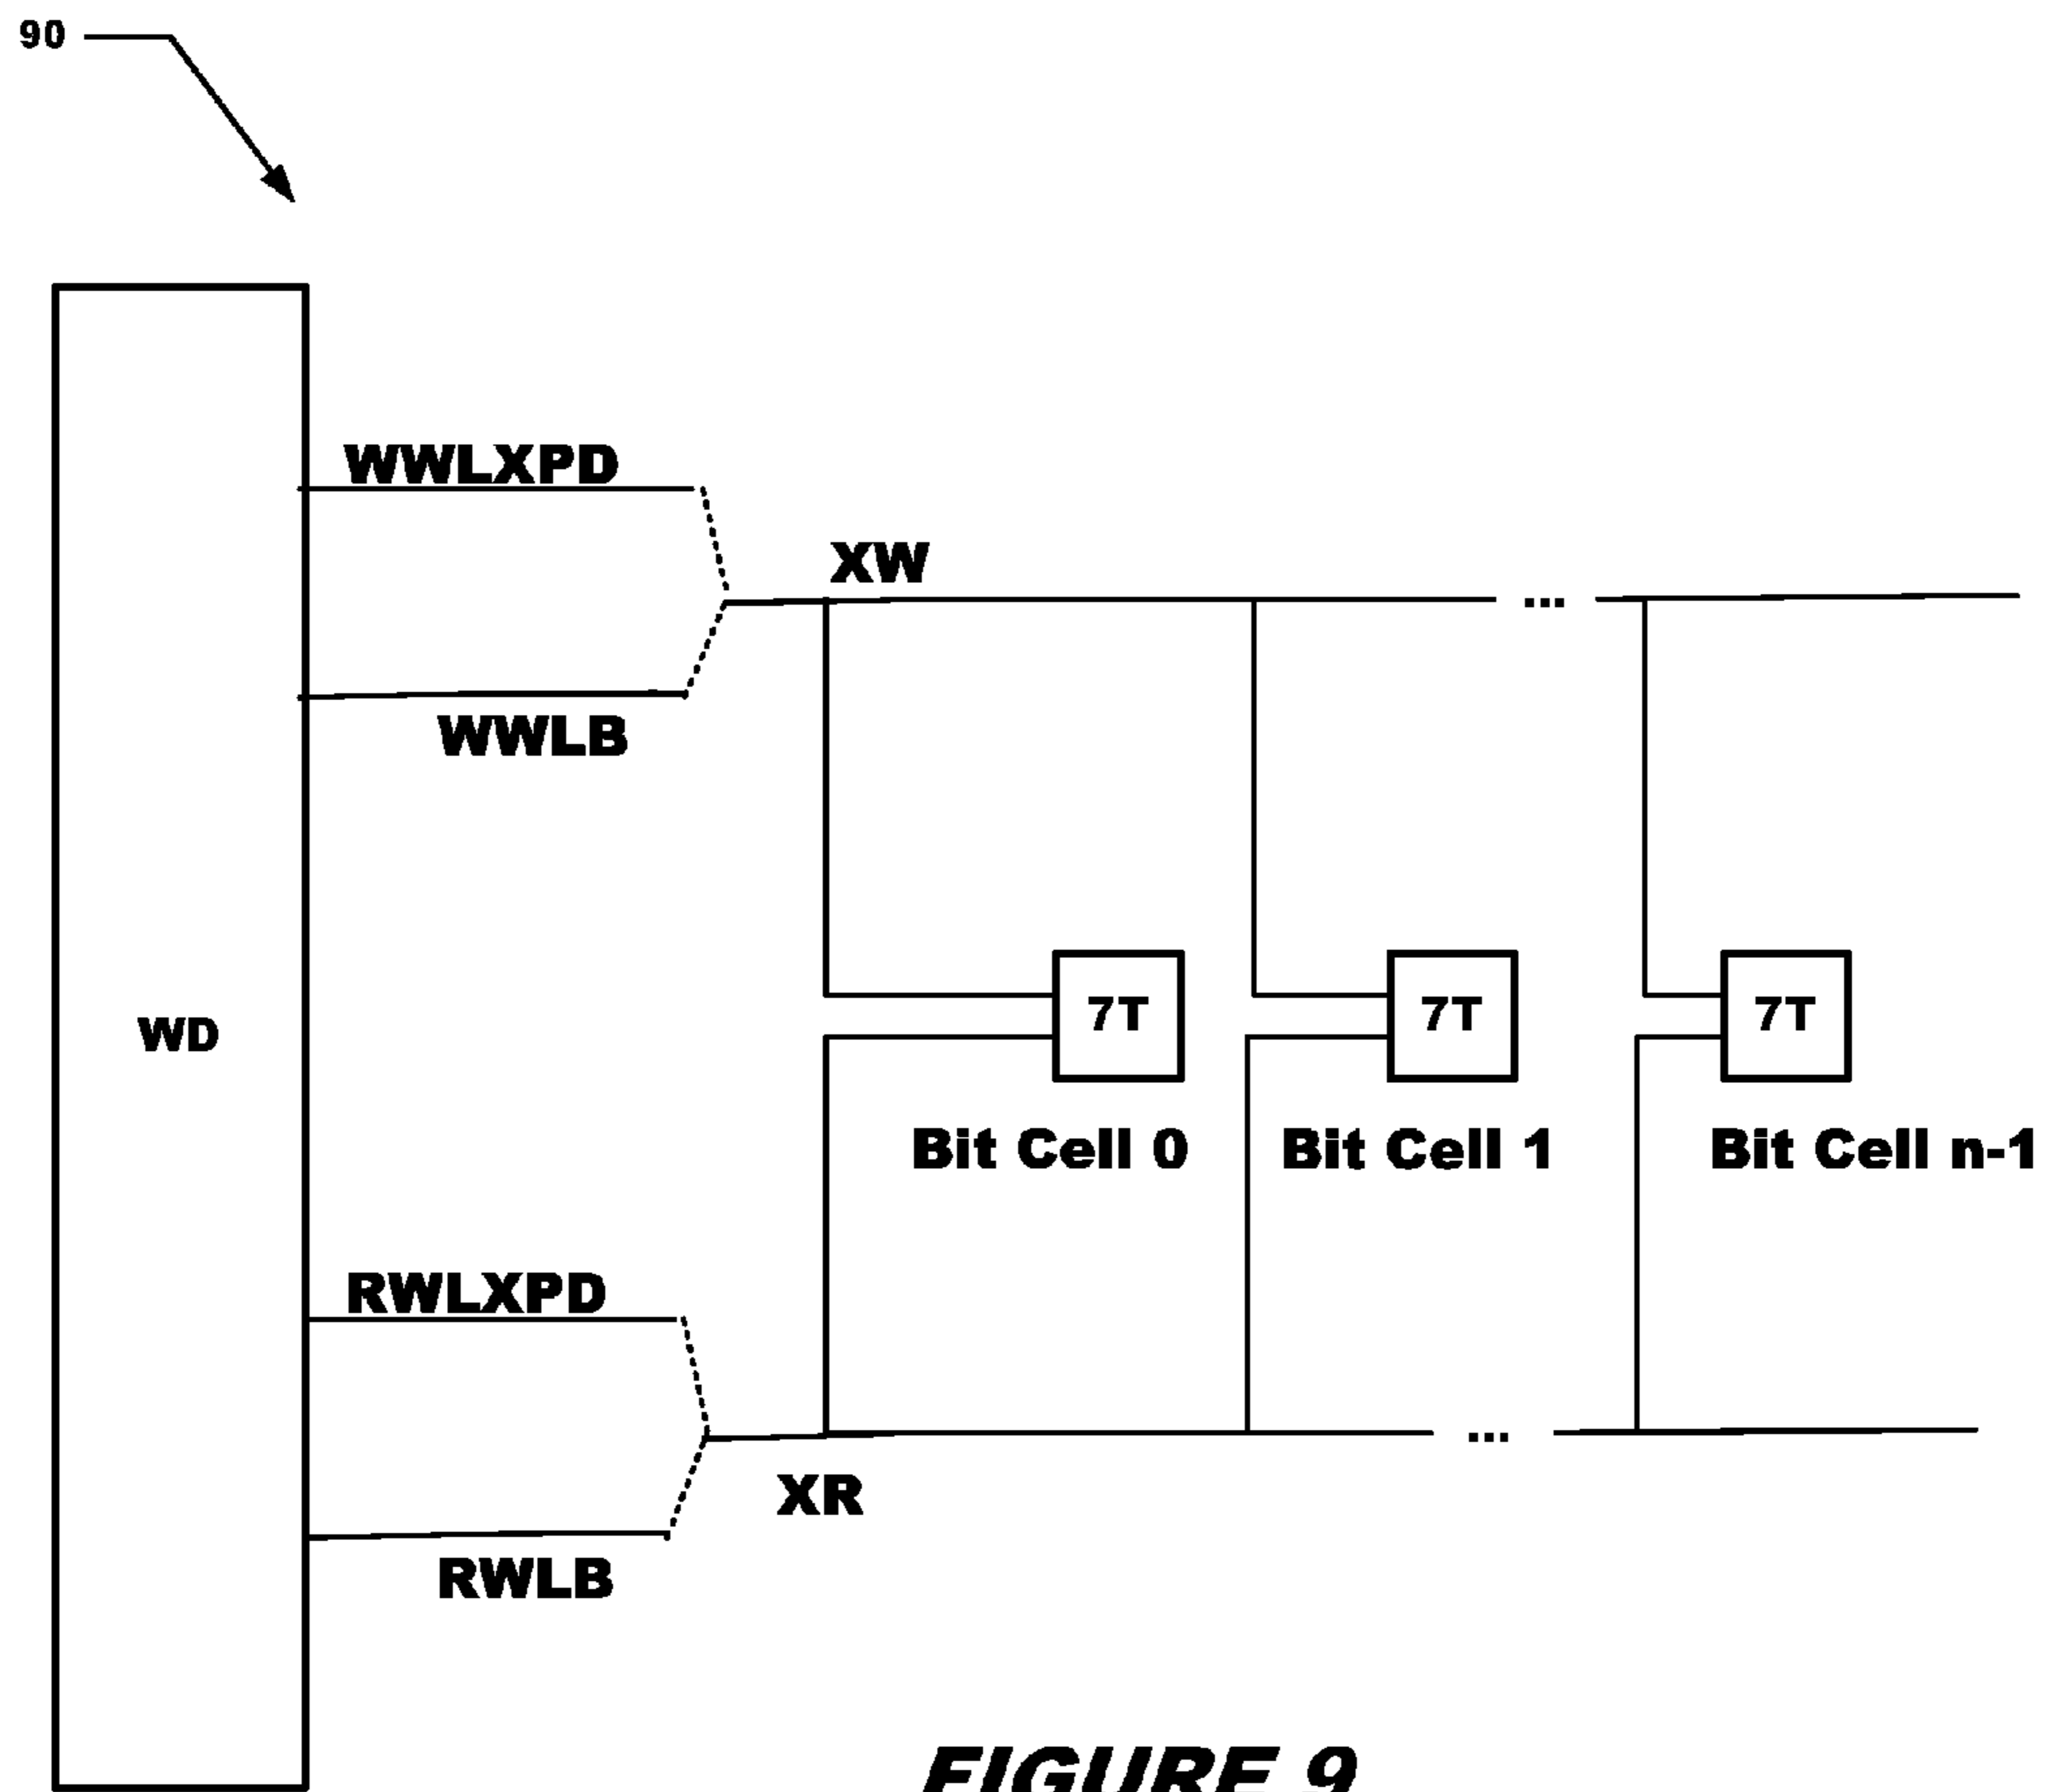 90
WWLXPD
XW
...
WWLB
WD
7T
7T
7T
Bit Cell 0
Bit Cell 1
Bit Cell n-1
RWLXPD
...
XR
RWLB
FIGURE 9